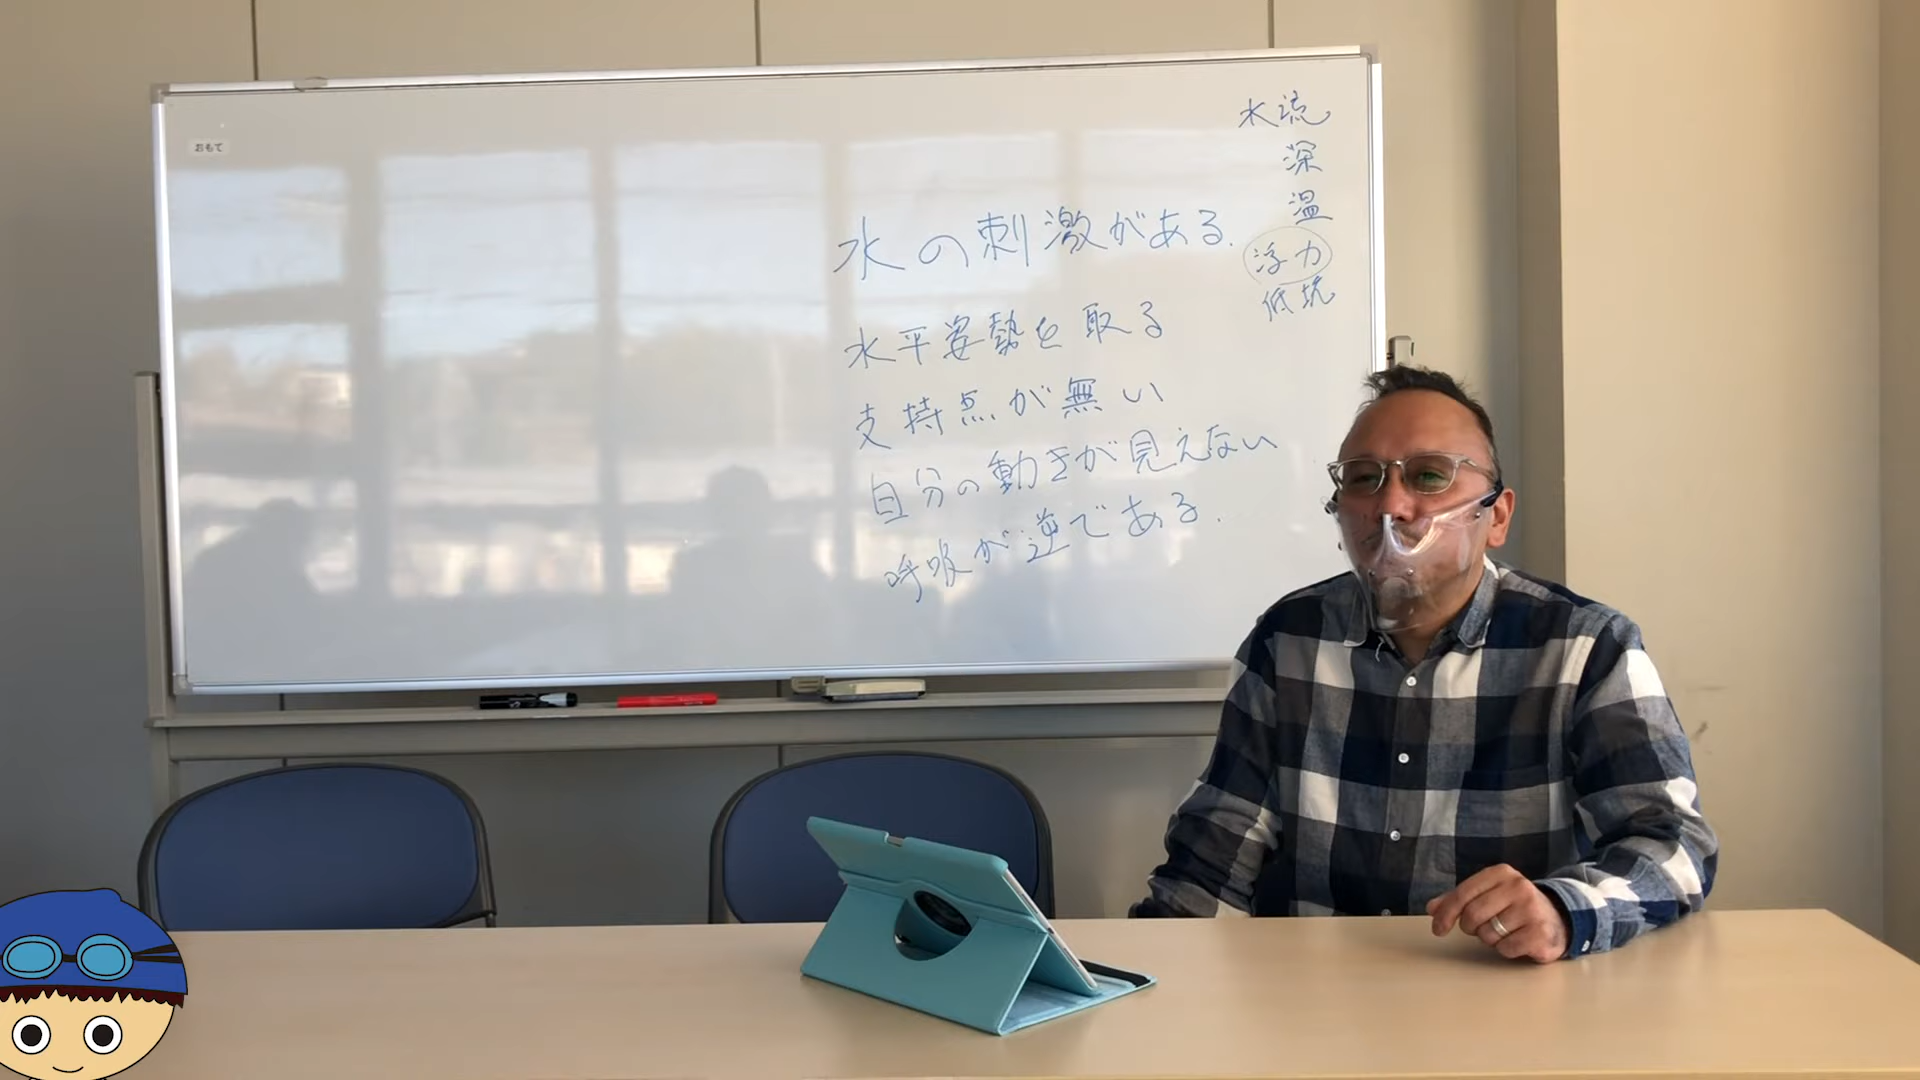 おもて
水流
深
温
浮力
低抗
水の刺激がある.
水平姿勢を取る
支持点が無い
自分の動きが見えない
呼吸が逆である.